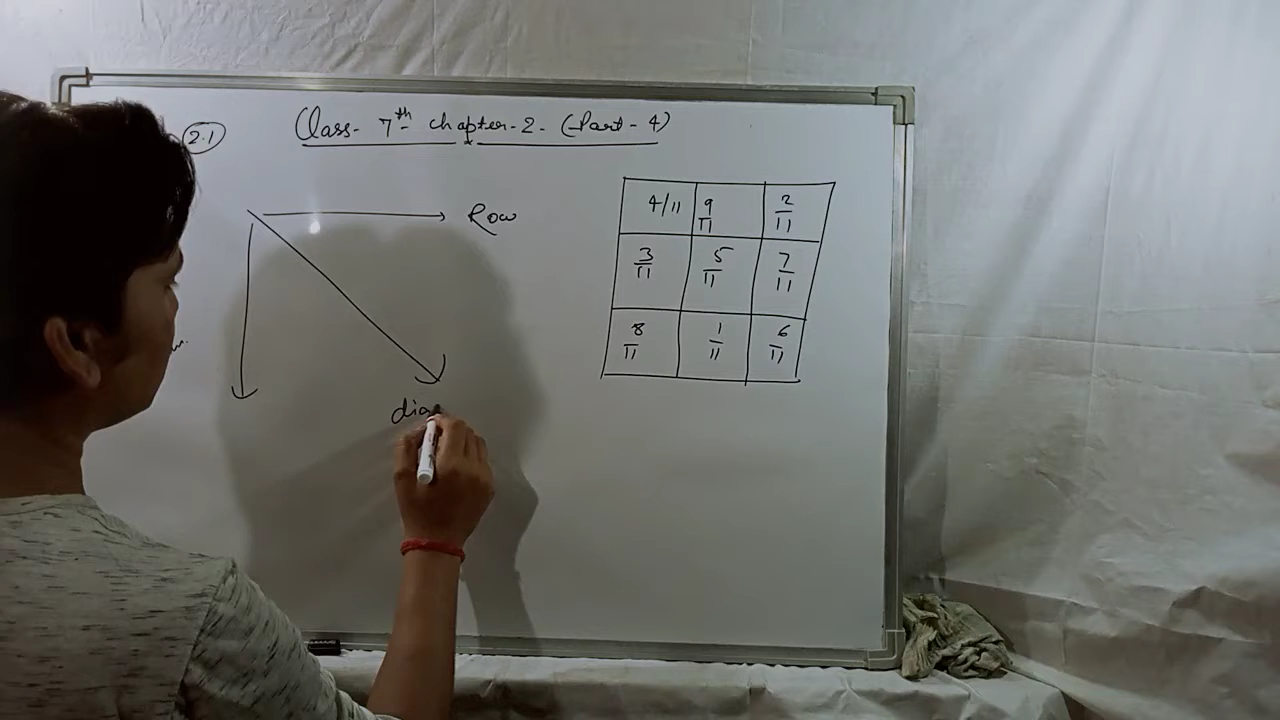 2.1
Class- 7th chapter-2- (Part-4)
Row
4/11 9/11 2/11
3/11 5/11 7/11
8/11 1/11 6/11
dia